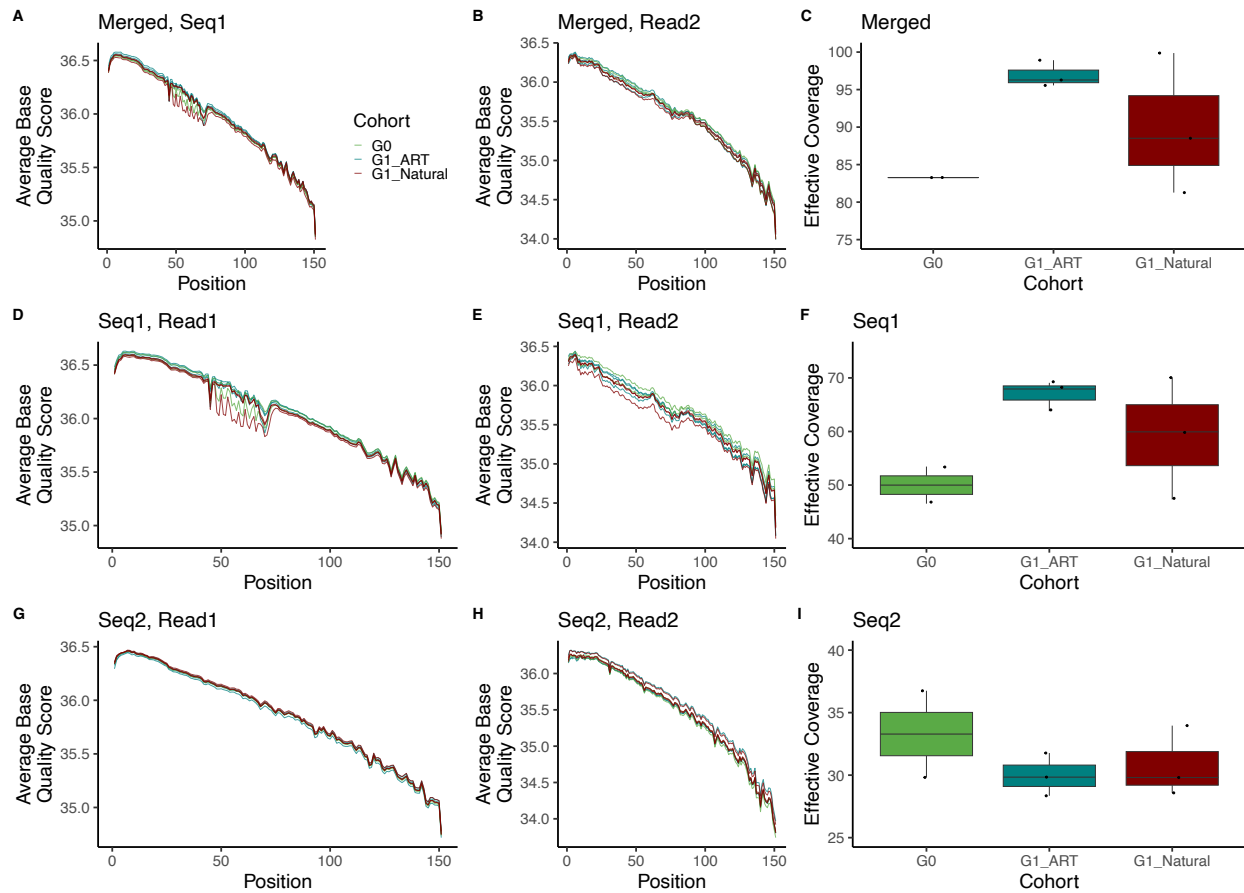 A
Merged, Seq1
Average Base
Quality Score
36.5
36.0
35.5
35.0
0
50
100
150
Position
Cohort
G0
G1_ART
G1_Natural
B
Merged, Read2
Average Base
Quality Score
36.5
36.0
35.5
35.0
34.5
34.0
0
50
100
150
Position
C
Merged
Effective Coverage
100
95
90
85
80
75
G0
G1_ART
G1_Natural
Cohort
D
Seq1, Read1
Average Base
Quality Score
36.5
36.0
35.5
35.0
0
50
100
150
Position
E
Seq1, Read2
Average Base
Quality Score
36.5
36.0
35.5
35.0
34.5
34.0
0
50
100
150
Position
F
Seq1
Effective Coverage
70
60
50
40
G0
G1_ART
G1_Natural
Cohort
G
Seq2, Read1
Average Base
Quality Score
36.5
36.0
35.5
35.0
0
50
100
150
Position
H
Seq2, Read2
Average Base
Quality Score
36.0
35.5
35.0
34.5
34.0
0
50
100
150
Position
I
Seq2
Effective Coverage
40
35
30
25
G0
G1_ART
G1_Natural
Cohort